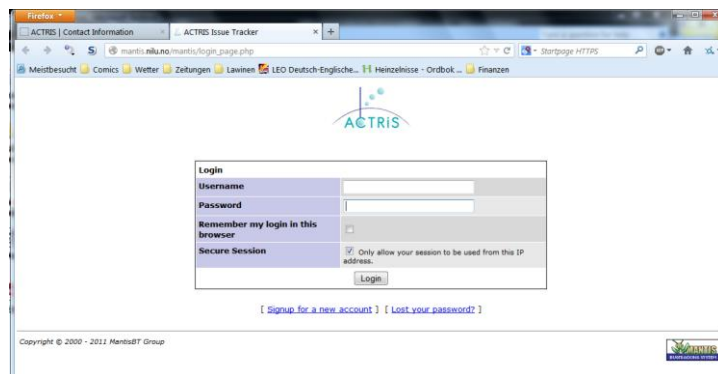 Firefox
ACTRIS | Contact Information × ACTRIS Issue Tracker × +
S mantis.nilu.no/mantis/login_page.php Startpage HTTPS
Meistbesucht Comics Wetter Zeitungen Lawinen LEO Deutsch-Englische... Heinzelnisse - Ordbok ... Finanzen
ACTRiS
Login
Username
Password
Remember my login in this
browser
Secure Session Only allow your session to be used from this IP
address.
Login
[ Signup for a new account ] [ Lost your password? ]
Copyright © 2000 - 2011 MantisBT Group
MANTIS